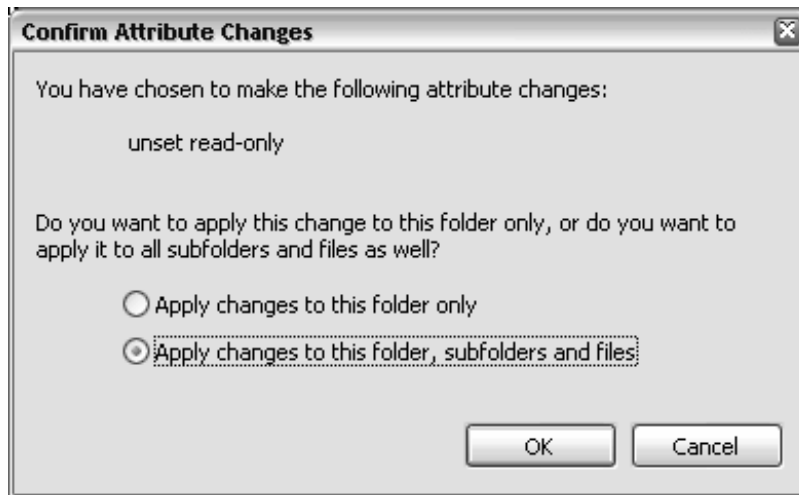 Confirm Attribute Changes
You have chosen to make the following attribute changes:
unset read-only
Do you want to apply this change to this folder only, or do you want to
apply it to all subfolders and files as well?
Apply changes to this folder only
Apply changes to this folder, subfolders and files
OK Cancel